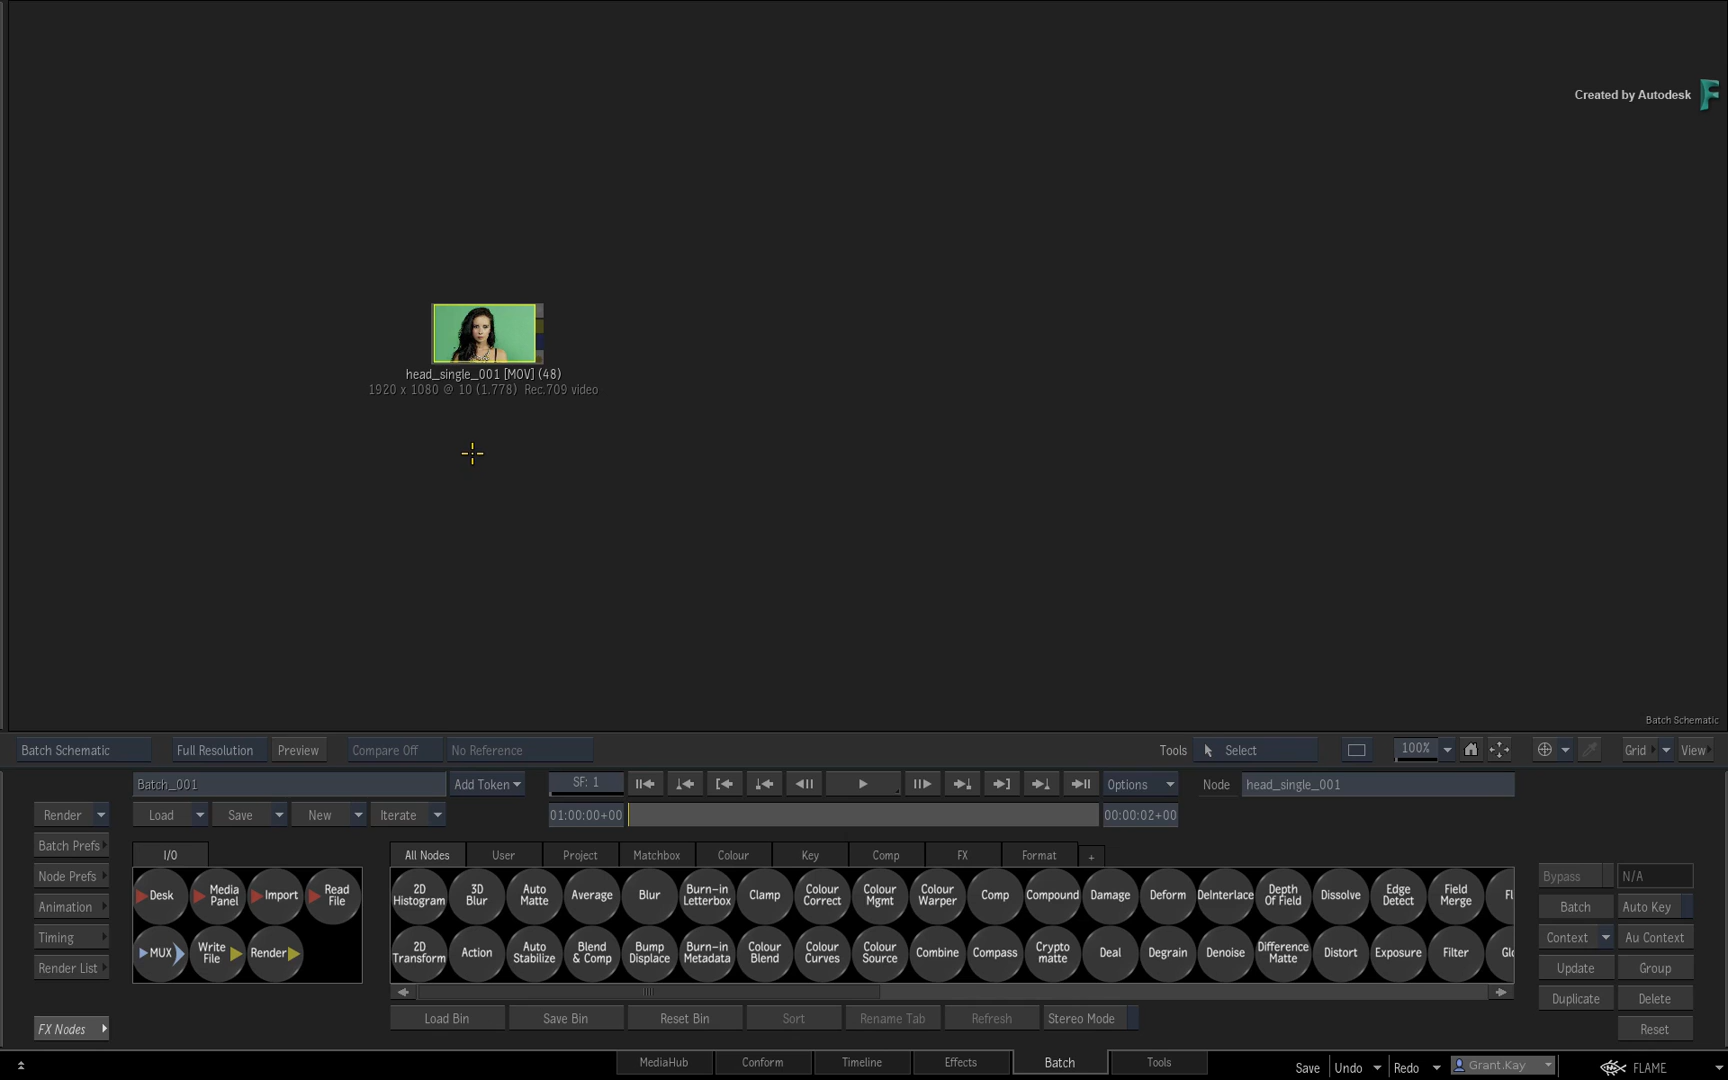 Created by Autodesk
head_single_001 [MOV] (48)
1920 x 1080 @ 10 (1.778) Rec.709 video
Batch Schematic
Batch Schematic
Full Resolution
Preview
Compare Off
No Reference
Tools
Select
100%
Grid
View
Batch_001
Add Token
SF: 1
Options
Node
head_single_001
Render
Load
Save
New
Iterate
01:00:00+00
00:00:02+00
Batch Prefs
I/O
All Nodes
User
Project
Matchbox
Colour
Key
Comp
FX
Format
+
Node Prefs
Animation
Timing
Render List
FX Nodes
Desk
Media Panel
Import
Read File
MUX
Write File
Render
2D Histogram
3D Blur
Auto Matte
Average
Blur
Burn-in Letterbox
Clamp
Colour Correct
Colour Mgmt
Colour Warper
Comp
Compound
Damage
Deform
DeInterlace
Depth Of Field
Dissolve
Edge Detect
Field Merge
Fl
2D Transform
Action
Auto Stabilize
Blend & Comp
Bump Displace
Burn-in Metadata
Colour Blend
Colour Curves
Colour Source
Combine
Compass
Crypto matte
Deal
Degrain
Denoise
Difference Matte
Distort
Exposure
Filter
Glo
Bypass
N/A
Batch
Auto Key
Context
Au Context
Update
Group
Duplicate
Delete
Reset
Load Bin
Save Bin
Reset Bin
Sort
Rename Tab
Refresh
Stereo Mode
MediaHub
Conform
Timeline
Effects
Batch
Tools
Save
Undo
Redo
Grant.Kay
FLAME